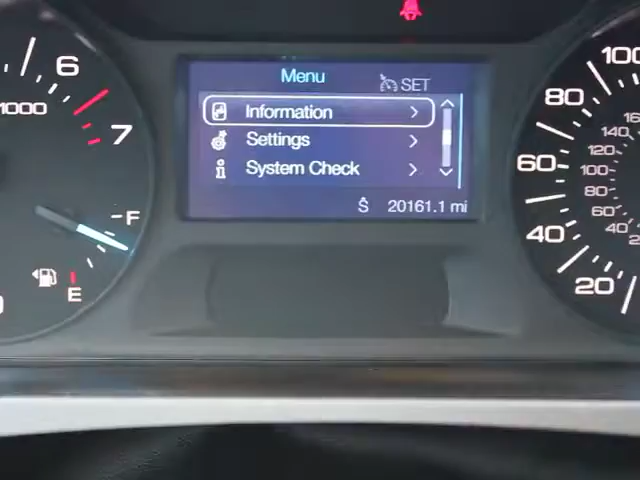 Menu
SET
Information
Settings
System Check
20161.1 mi
6
1000
7
F
E
100
80
60
40
20
140
120
100
80
60
40